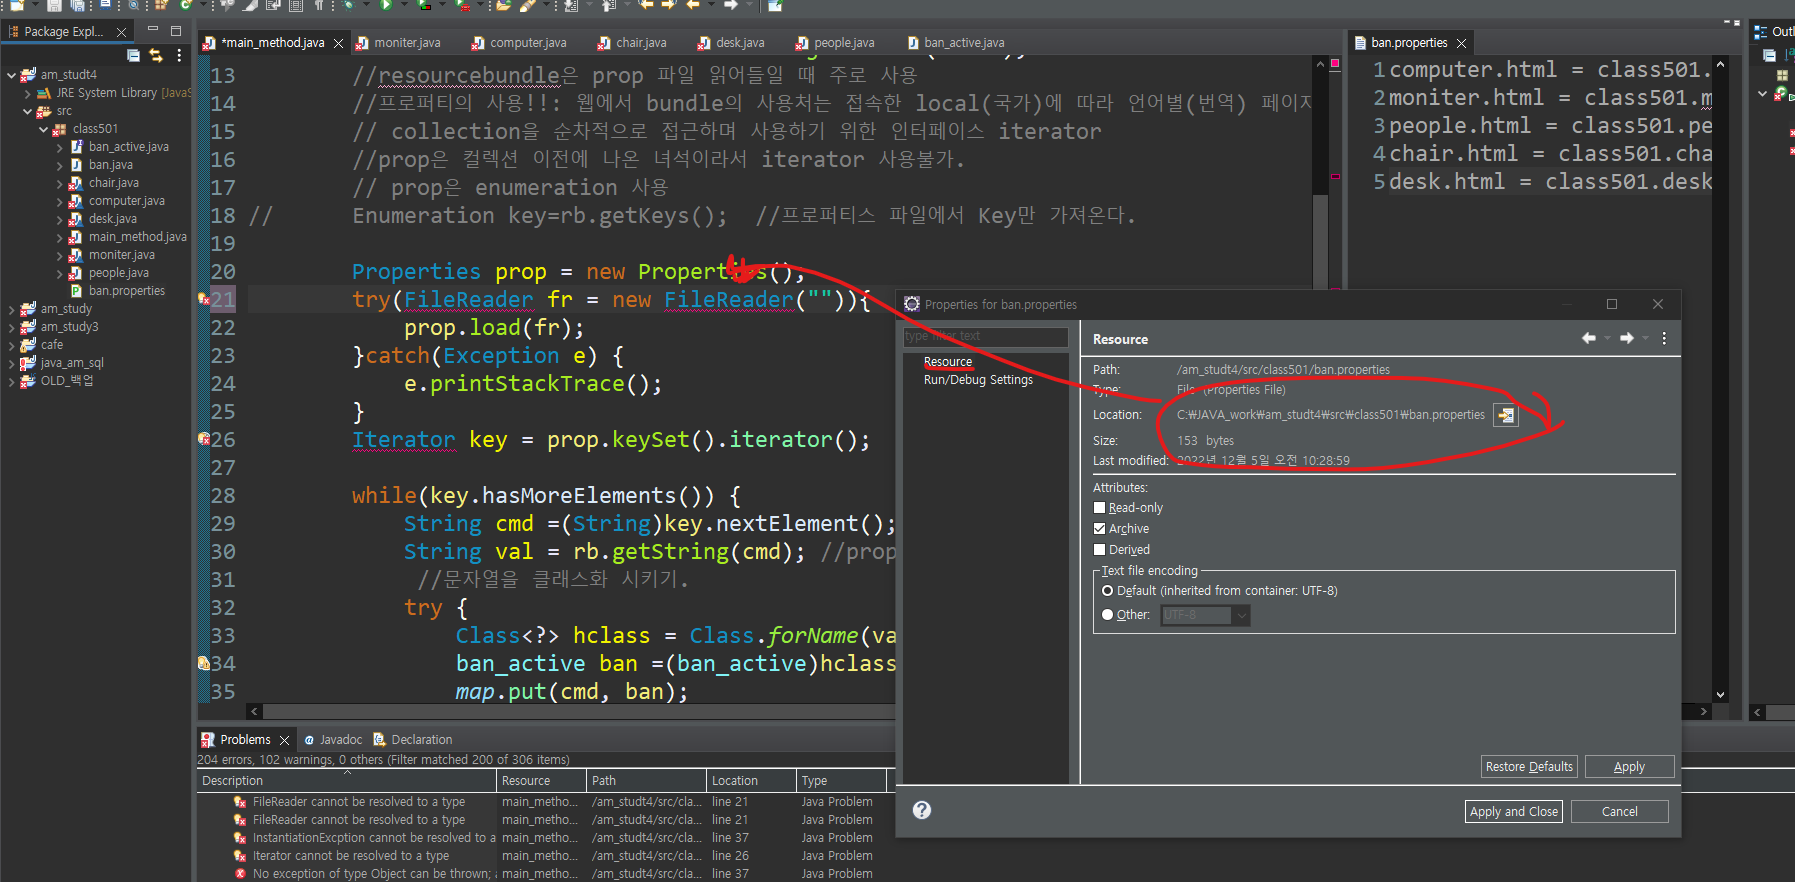 Package Expl...
*main_method.java
moniter.java
computer.java
chair.java
desk.java
people.java
ban_active.java
ban.properties
Outl
am_studt4
JRE System Library [JavaS
src
class501
ban_active.java
ban.java
chair.java
computer.java
desk.java
main_method.java
moniter.java
people.java
ban.properties
am_study
am_study3
cafe
java_am_sql
OLD_백업
13 //resourcebundle은 prop 파일 읽어들일 때 주로 사용
14 //프로퍼티의 사용!!: 웹에서 bundle의 사용처는 접속한 local(국가)에 따라 언어별(번역) 페이지
15 // collection을 순차적으로 접근하며 사용하기 위한 인터페이스 iterator
16 //prop은 컬렉션 이전에 나온 녀석이라서 iterator 사용불가.
17 // prop은 enumeration 사용
18 // Enumeration key=rb.getKeys(); //프로퍼티스 파일에서 Key만 가져온다.
19
20 Properties prop = new Properties();
21 try(FileReader fr = new FileReader("")){
22 prop.load(fr);
23 }catch(Exception e) {
24 e.printStackTrace();
25 }
26 Iterator key = prop.keySet().iterator();
27
28 while(key.hasMoreElements()) {
29 String cmd =(String)key.nextElement();
30 String val = rb.getString(cmd); //prop
31 //문자열을 클래스화 시키기.
32 try {
33 Class<?> hclass = Class.forName(va
34 ban_active ban =(ban_active)hclass
35 map.put(cmd, ban);
1 computer.html = class501.
2 moniter.html = class501.m
3 people.html = class501.pe
4 chair.html = class501.cha
5 desk.html = class501.desk
Properties for ban.properties
type filter text
Resource
Run/Debug Settings
Resource
Path: /am_studt4/src/class501/ban.properties
Type: File (Properties File)
Location: C:₩JAVA_work₩am_studt4₩src₩class501₩ban.properties
Size: 153 bytes
Last modified: 2022년 12월 5일 오전 10:28:59
Attributes:
Read-only
Archive
Derived
Text file encoding
Default (inherited from container: UTF-8)
Other: UTF-8
Restore Defaults
Apply
Apply and Close
Cancel
Problems
Javadoc
Declaration
204 errors, 102 warnings, 0 others (Filter matched 200 of 306 items)
Description Resource Path Location Type
FileReader cannot be resolved to a type main_metho... /am_studt4/src/cla... line 21 Java Problem
FileReader cannot be resolved to a type main_metho... /am_studt4/src/cla... line 21 Java Problem
InstantiationExcption cannot be resolved to a main_metho... /am_studt4/src/cla... line 37 Java Problem
Iterator cannot be resolved to a type main_metho... /am_studt4/src/cla... line 26 Java Problem
No exception of type Object can be thrown; main_metho... /am_studt4/src/cla... line 37 Java Problem